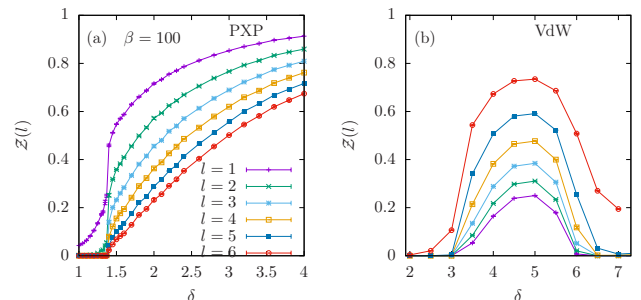 (a) β = 100 PXP
Z(l)
1
0.8
0.6
0.4
0.2
0
l = 1
l = 2
l = 3
l = 4
l = 5
l = 6
1 1.5 2 2.5 3 3.5 4
δ
(b) VdW
Z(l)
1
0.8
0.6
0.4
0.2
0
2 3 4 5 6 7
δ